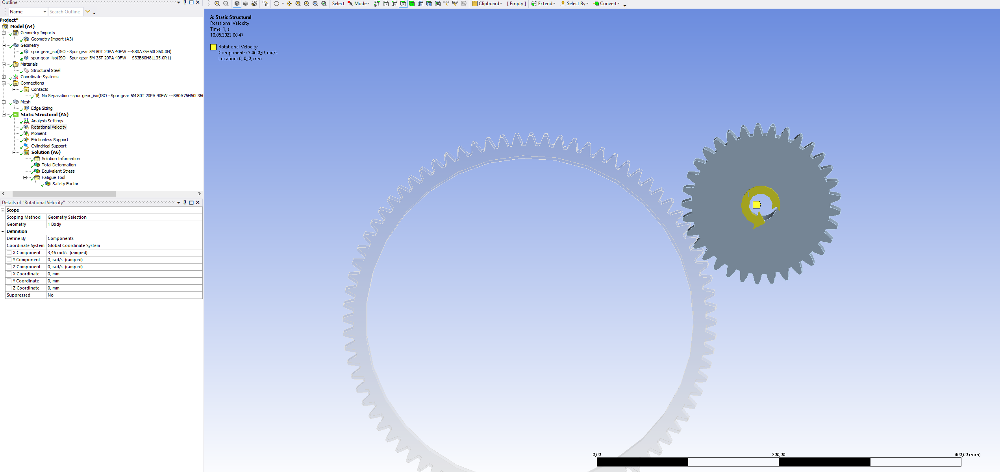 Outline
Name
Search Outline
Project*
Model (A4)
Geometry Imports
Geometry Import (A3)
Geometry
spur gear_iso(ISO - Spur gear 5M 80T 20PA 40FW ---S80A75H50L360.0N)
spur gear_iso(ISO - Spur gear 5M 33T 20PA 40FW ---S33B60H81L35.0R1)
Materials
Structural Steel
Coordinate Systems
Connections
Contacts
No Separation - spur gear_iso(ISO - Spur gear 5M 80T 20PA 40FW ---S80A75H50L36
Mesh
Edge Sizing
Static Structural (A5)
Analysis Settings
Rotational Velocity
Moment
Frictionless Support
Cylindrical Support
Solution (A6)
Solution Information
Total Deformation
Equivalent Stress
Fatigue Tool
Safety Factor
Details of "Rotational Velocity"
Scope
Scoping Method Geometry Selection
Geometry 1 Body
Definition
Define By Components
Coordinate System Global Coordinate System
X Component 3,46 rad/s (ramped)
Y Component 0, rad/s (ramped)
Z Component 0, rad/s (ramped)
X Coordinate 0, mm
Y Coordinate 0, mm
Z Coordinate 0, mm
Suppressed No
Select Mode Clipboard [ Empty ] Extend Select By Convert
A: Static Structural
Rotational Velocity
Time: 1, s
10.06.2022 00:47
Rotational Velocity:
Components: 3,46;0,;0, rad/s
Location: 0,;0,;0, mm
0,00 200,00 400,00 (mm)